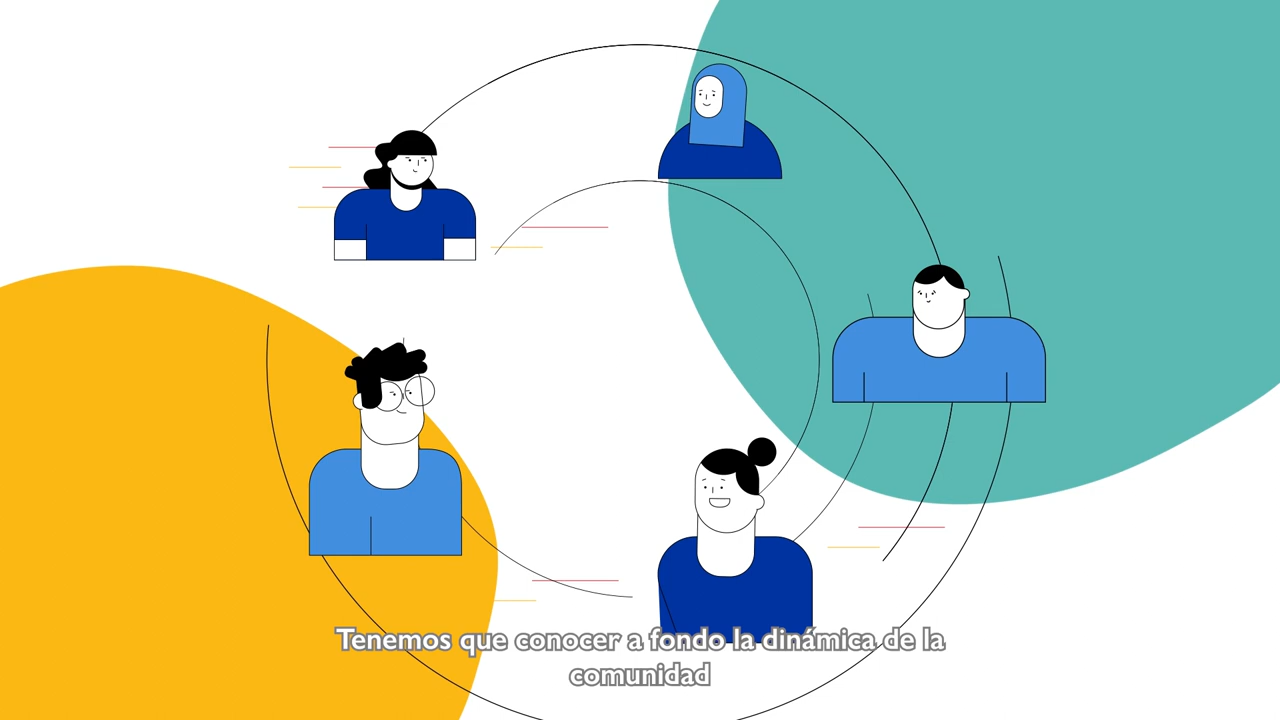 Tenemos que conocer a fondo la dinámica de la
comunidad